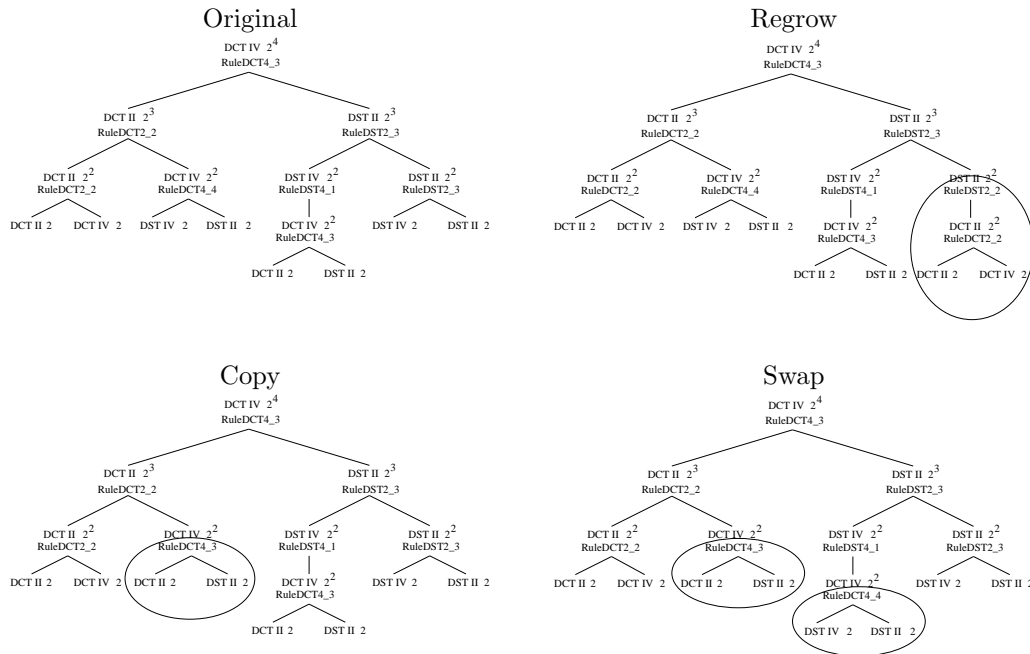 Original
DCT IV 2^4
RuleDCT4_3
DCT II 2^3 DST II 2^3
RuleDCT2_2 RuleDST2_3
DCT II 2^2 DCT IV 2^2 DST IV 2^2 DST II 2^2
RuleDCT2_2 RuleDCT4_4 RuleDST4_1 RuleDST2_3
DCT II 2 DCT IV 2 DST IV 2 DST II 2 DCT IV 2^2 DST IV 2 DST II 2
RuleDCT4_3
DCT II 2 DST II 2
Regrow
DCT IV 2^4
RuleDCT4_3
DCT II 2^3 DST II 2^3
RuleDCT2_2 RuleDST2_3
DCT II 2^2 DCT IV 2^2 DST IV 2^2 DST II 2^2
RuleDCT2_2 RuleDCT4_4 RuleDST4_1 RuleDST2_2
DCT II 2 DCT IV 2 DST IV 2 DST II 2 DCT IV 2^2 DCT II 2^2
RuleDCT4_3 RuleDCT2_2
DCT II 2 DST II 2 DCT II 2 DCT IV 2
Copy
DCT IV 2^4
RuleDCT4_3
DCT II 2^3 DST II 2^3
RuleDCT2_2 RuleDST2_3
DCT II 2^2 DCT IV 2^2 DST IV 2^2 DST II 2^2
RuleDCT2_2 RuleDCT4_3 RuleDST4_1 RuleDST2_3
DCT II 2 DCT IV 2 DCT II 2 DST II 2 DCT IV 2^2 DST IV 2 DST II 2
RuleDCT4_3
DCT II 2 DST II 2
Swap
DCT IV 2^4
RuleDCT4_3
DCT II 2^3 DST II 2^3
RuleDCT2_2 RuleDST2_3
DCT II 2^2 DCT IV 2^2 DST IV 2^2 DST II 2^2
RuleDCT2_2 RuleDCT4_3 RuleDST4_1 RuleDST2_3
DCT II 2 DCT IV 2 DCT II 2 DST II 2 DCT IV 2^2 DST IV 2 DST II 2
RuleDCT4_4
DST IV 2 DST II 2